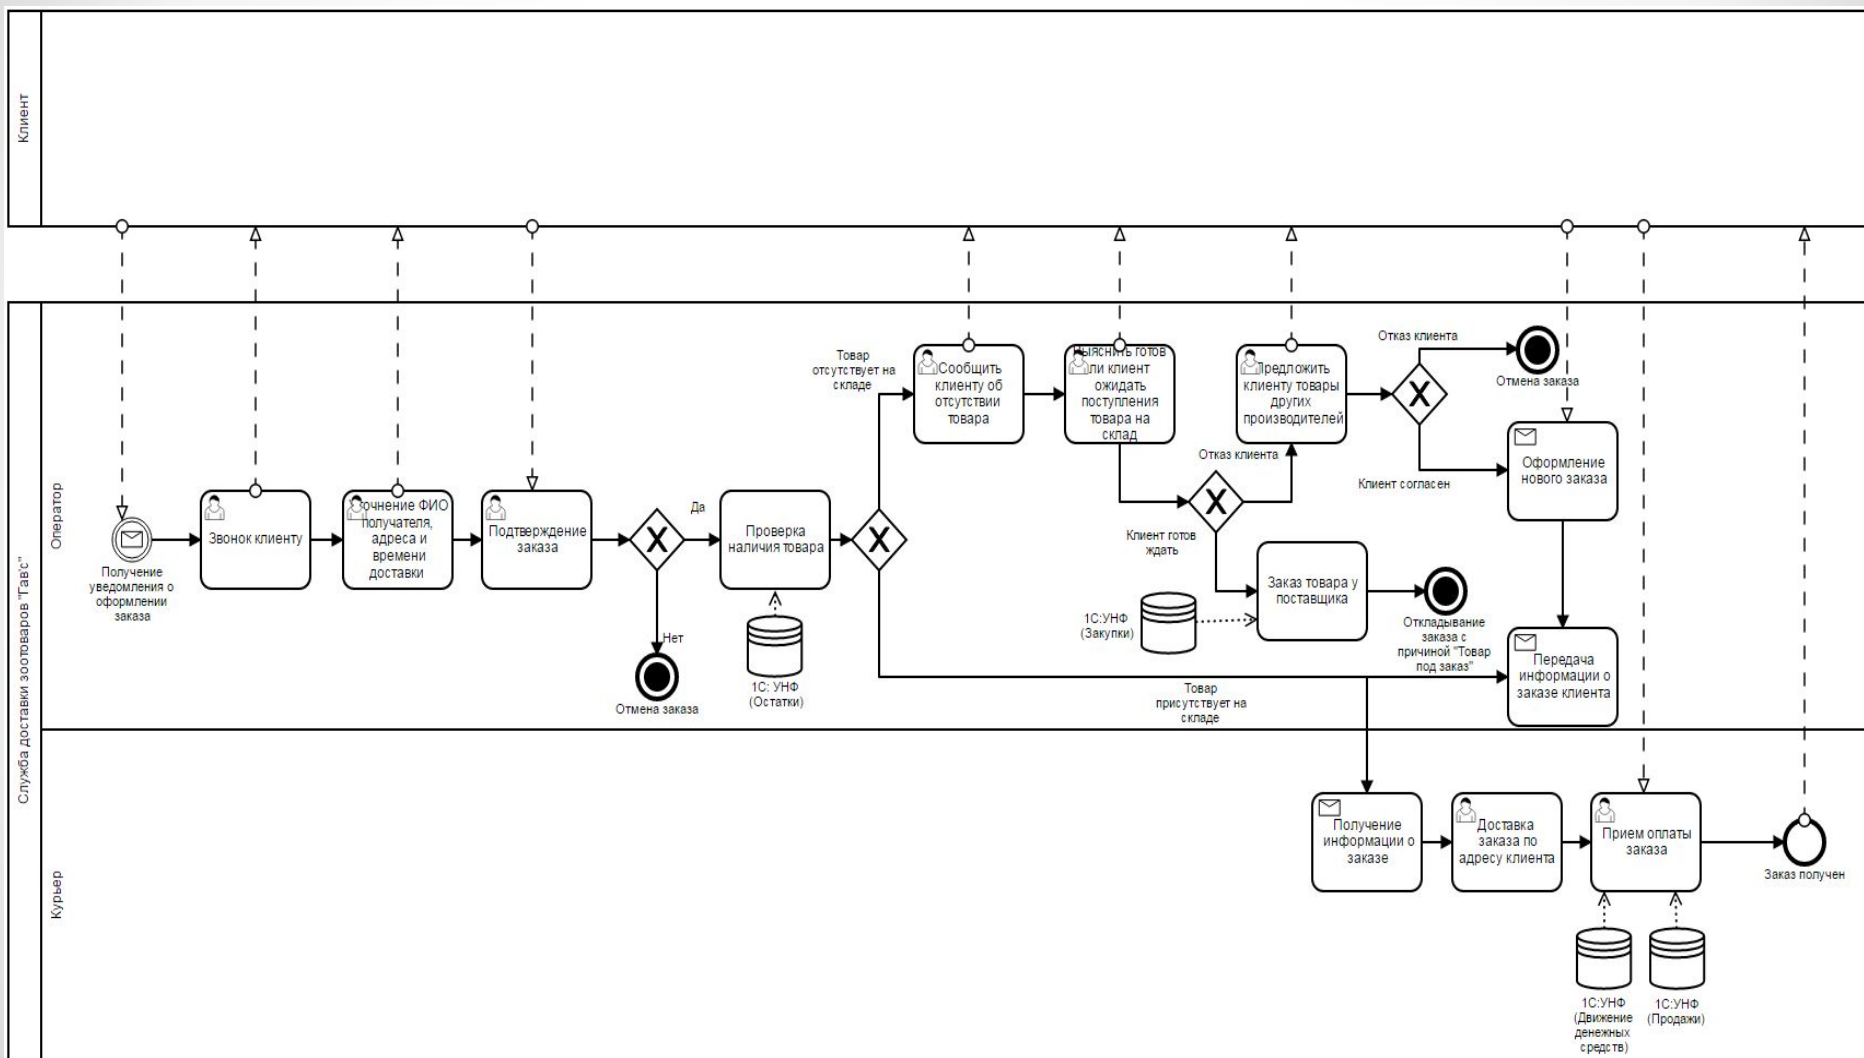 Клиент
Служба доставки зоотоваров "Гав'с"
Оператор
Получение
уведомления о
оформлении
заказа
Звонок клиенту
очнение ФИО
получателя,
адреса и
времени
доставки
Подтверждение
заказа
Да
Нет
Отмена заказа
Проверка
наличия товара
1С: УНФ
(Остатки)
Товар
отсутствует на
складе
Сообщить
клиенту об
отсутствии
товара
Выяснить готов
ли клиент
ожидать
поступления
товара на
склад
Отказ клиента
Клиент готов
ждать
Предложить
клиенту товары
других
производителей
Отказ клиента
Отмена заказа
Клиент согласен
Оформление
нового заказа
1С:УНФ
(Закупки)
Заказ товара у
поставщика
Откладывание
заказа с
причиной "Товар
под заказ"
Товар
присутствует на
складе
Передача
информации о
заказе клиента
Курьер
Получение
информации о
заказе
Доставка
заказа по
адресу клиента
Прием оплаты
заказа
Заказ получен
1С:УНФ
(Движение
денежных
средств)
1С:УНФ
(Продажи)